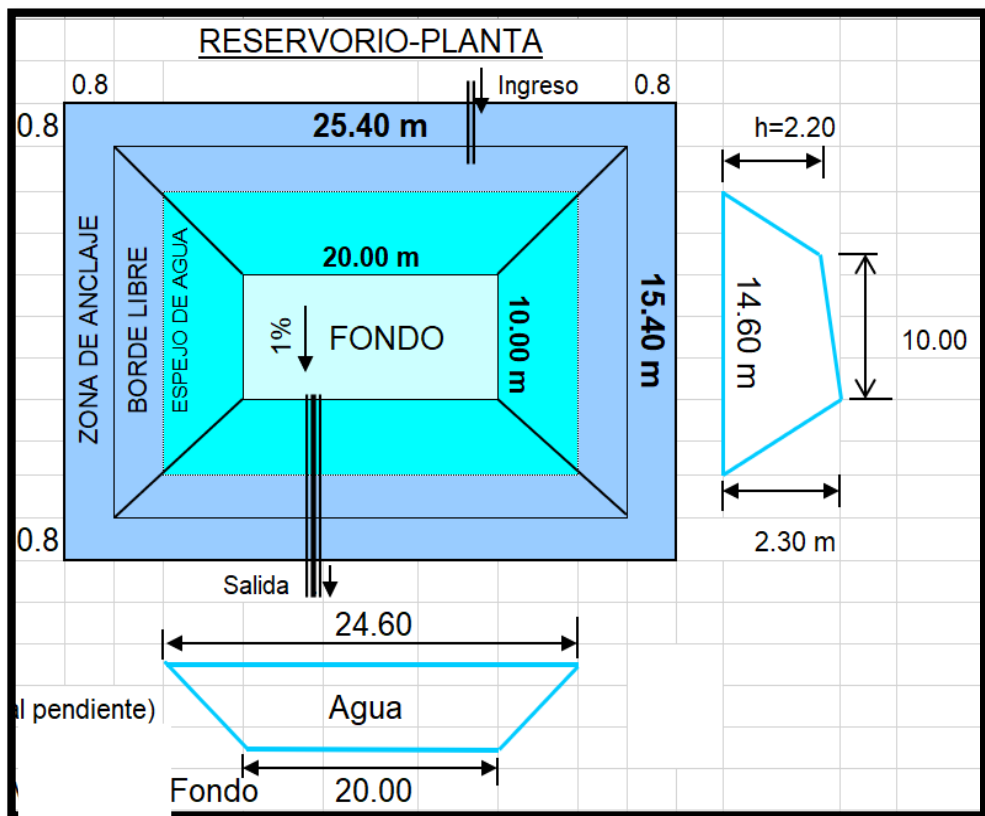 RESERVORIO-PLANTA
0.8
Ingreso
0.8
0.8
25.40 m
h=2.20
ZONA DE ANCLAJE
BORDE LIBRE
ESPEJO DE AGUA
20.00 m
1%
FONDO
10.00 m
15.40 m
14.60 m
10.00
0.8
2.30 m
Salida
24.60
al pendiente)
Agua
Fondo
20.00